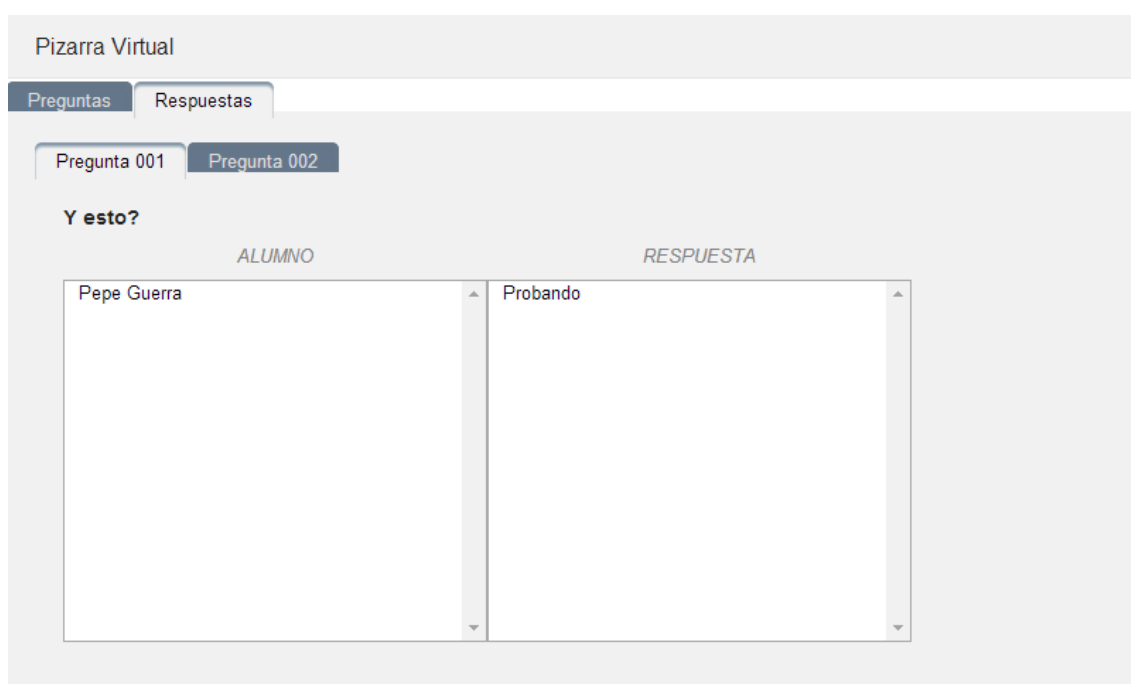 Pizarra Virtual
Preguntas Respuestas
Pregunta 001 Pregunta 002
Y esto?
ALUMNO RESPUESTA
Pepe Guerra Probando